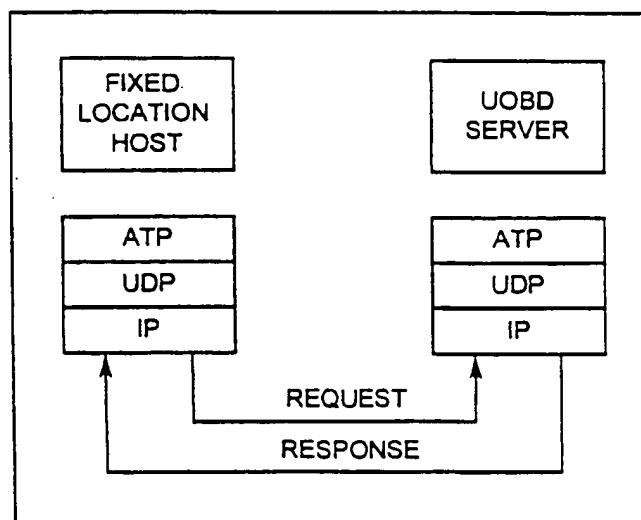 FIXED
LOCATION
HOST
UOBD
SERVER
ATP
UDP
IP
ATP
UDP
IP
REQUEST
RESPONSE